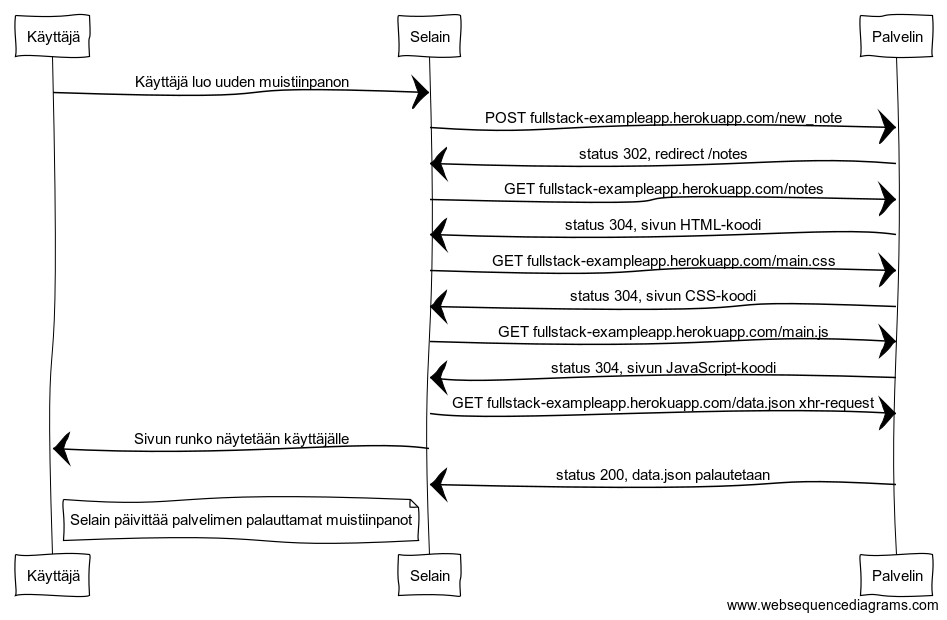 Käyttäjä
Selain
Palvelin
Käyttäjä luo uuden muistiinpanon
POST fullstack-exampleapp.herokuapp.com/new_note
status 302, redirect /notes
GET fullstack-exampleapp.herokuapp.com/notes
status 304, sivun HTML-koodi
GET fullstack-exampleapp.herokuapp.com/main.css
status 304, sivun CSS-koodi
GET fullstack-exampleapp.herokuapp.com/main.js
status 304, sivun JavaScript-koodi
GET fullstack-exampleapp.herokuapp.com/data.json xhr-request
Sivun runko näytetään käyttäjälle
status 200, data.json palautetaan
Selain päivittää palvelimen palauttamat muistiinpanot
Käyttäjä
Selain
Palvelin
www.websequencediagrams.com